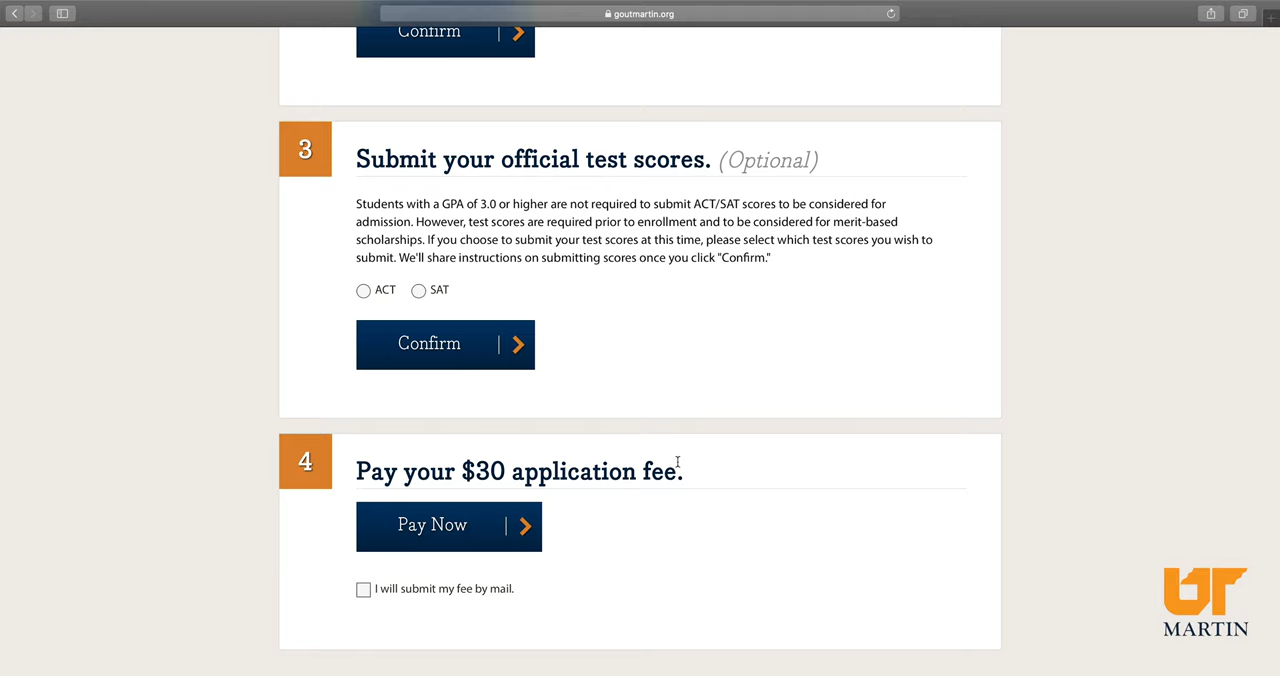 goutmartin.org
Confirm
3
Submit your official test scores. (Optional)
Students with a GPA of 3.0 or higher are not required to submit ACT/SAT scores to be considered for
admission. However, test scores are required prior to enrollment and to be considered for merit-based
scholarships. If you choose to submit your test scores at this time, please select which test scores you wish to
submit. We'll share instructions on submitting scores once you click "Confirm."
ACT SAT
Confirm
4
Pay your $30 application fee.
Pay Now
I will submit my fee by mail.
UT
MARTIN